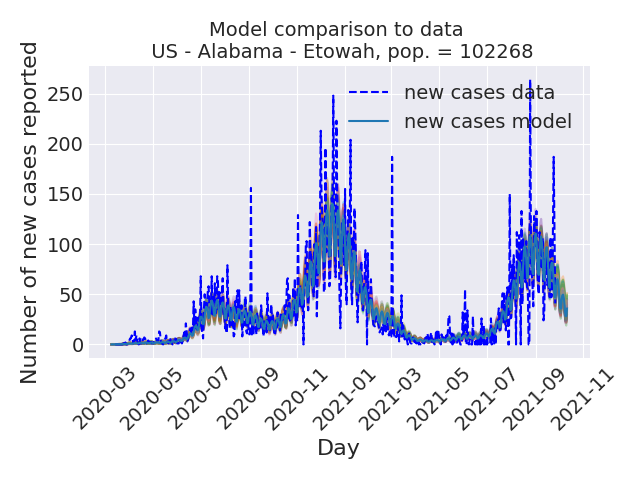 Model comparison to data
US - Alabama - Etowah, pop. = 102268
Number of new cases reported
250
200
150
100
50
0
new cases data
new cases model
2020-03
2020-05
2020-07
2020-09
2020-11
2021-01
2021-03
2021-05
2021-07
2021-09
2021-11
Day